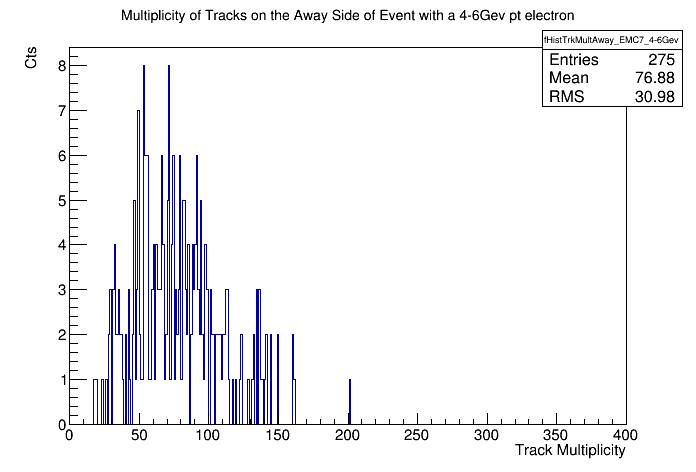 Multiplicity of Tracks on the Away Side of Event with a 4-6Gev pt electron
fHistTrkMultAway_EMC7_4-6Gev
Entries 275
Mean 76.88
RMS 30.98
Cts
8
7
6
5
4
3
2
1
0
0 50 100 150 200 250 300 350 400
Track Multiplicity